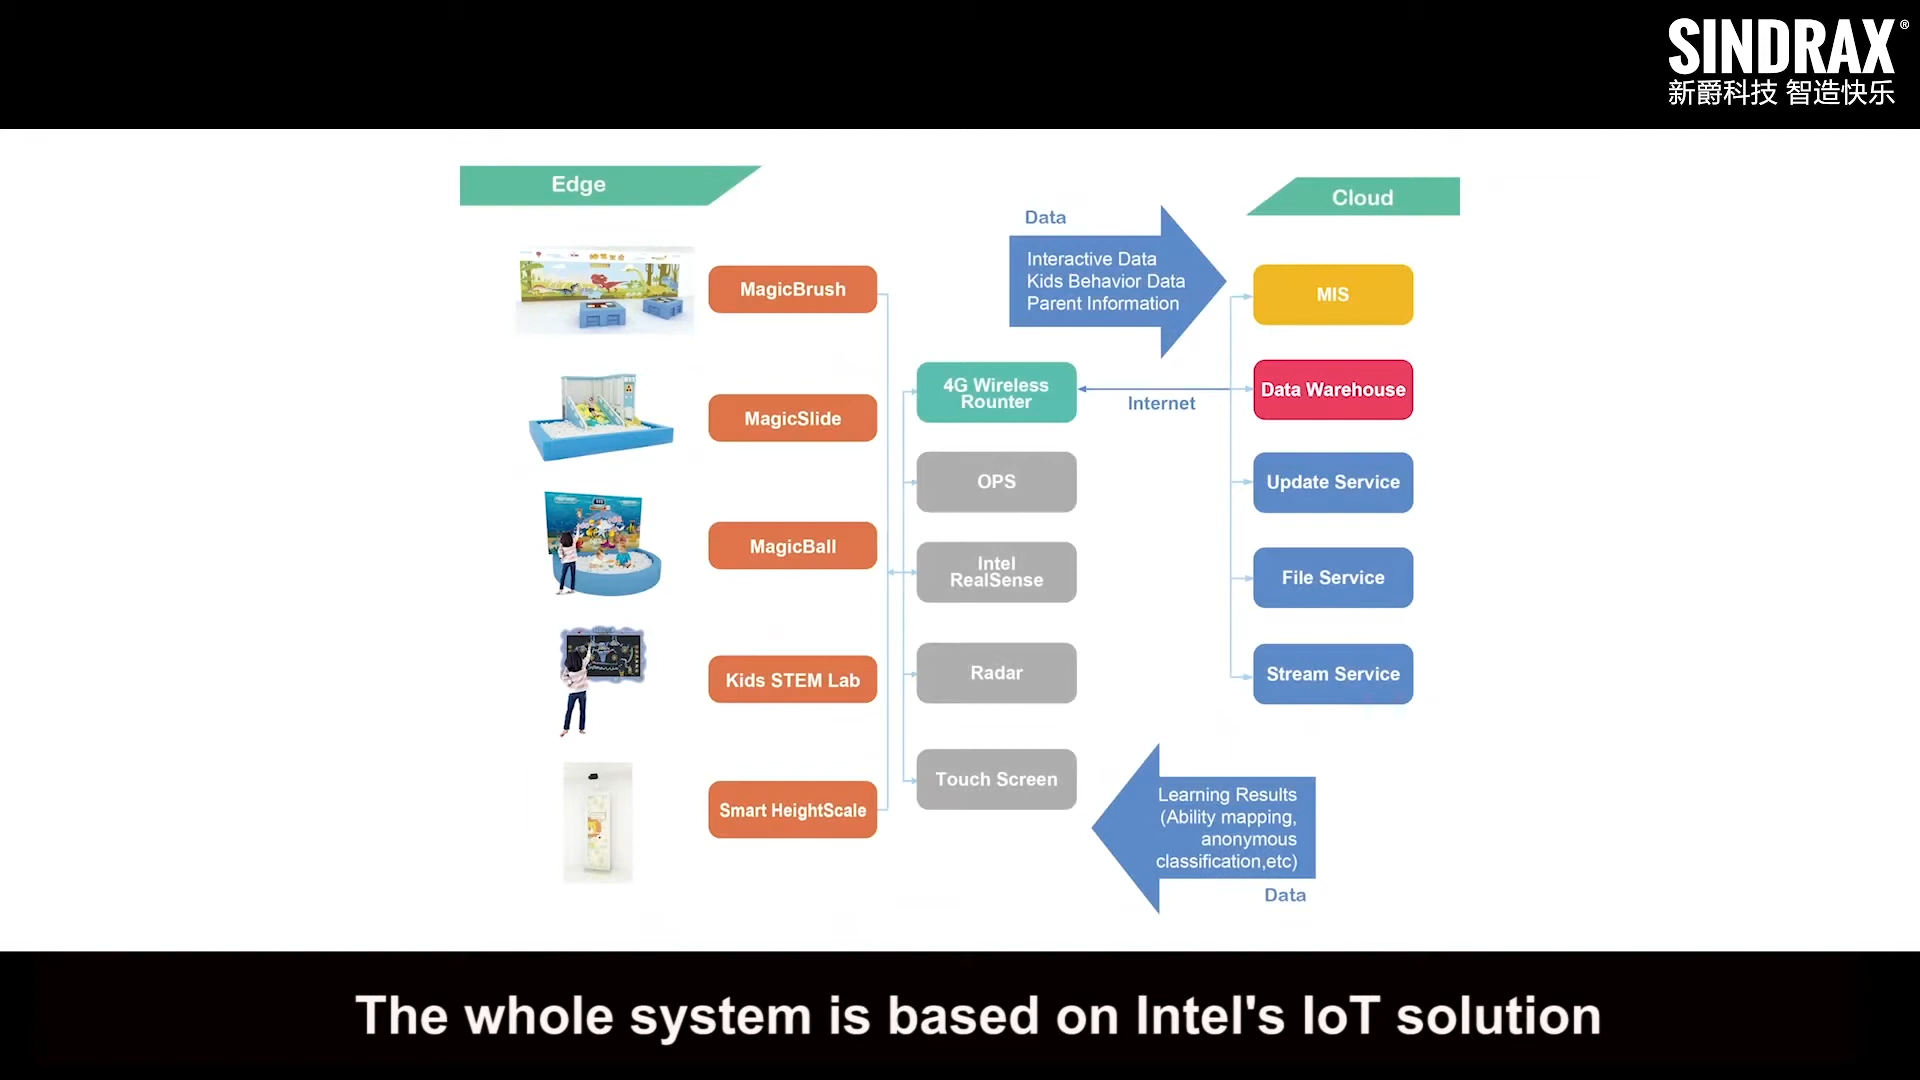 SINDRAX®
新爵科技 智造快乐
Edge
Cloud
Data
Interactive Data
Kids Behavior Data
Parent Information
MagicBrush
MIS
4G Wireless
Rounter
Internet
Data Warehouse
MagicSlide
OPS
Update Service
MagicBall
Intel
RealSense
File Service
Kids STEM Lab
Radar
Stream Service
Smart HeightScale
Touch Screen
Learning Results
(Ability mapping,
anonymous
classification,etc)
Data
The whole system is based on Intel's IoT solution